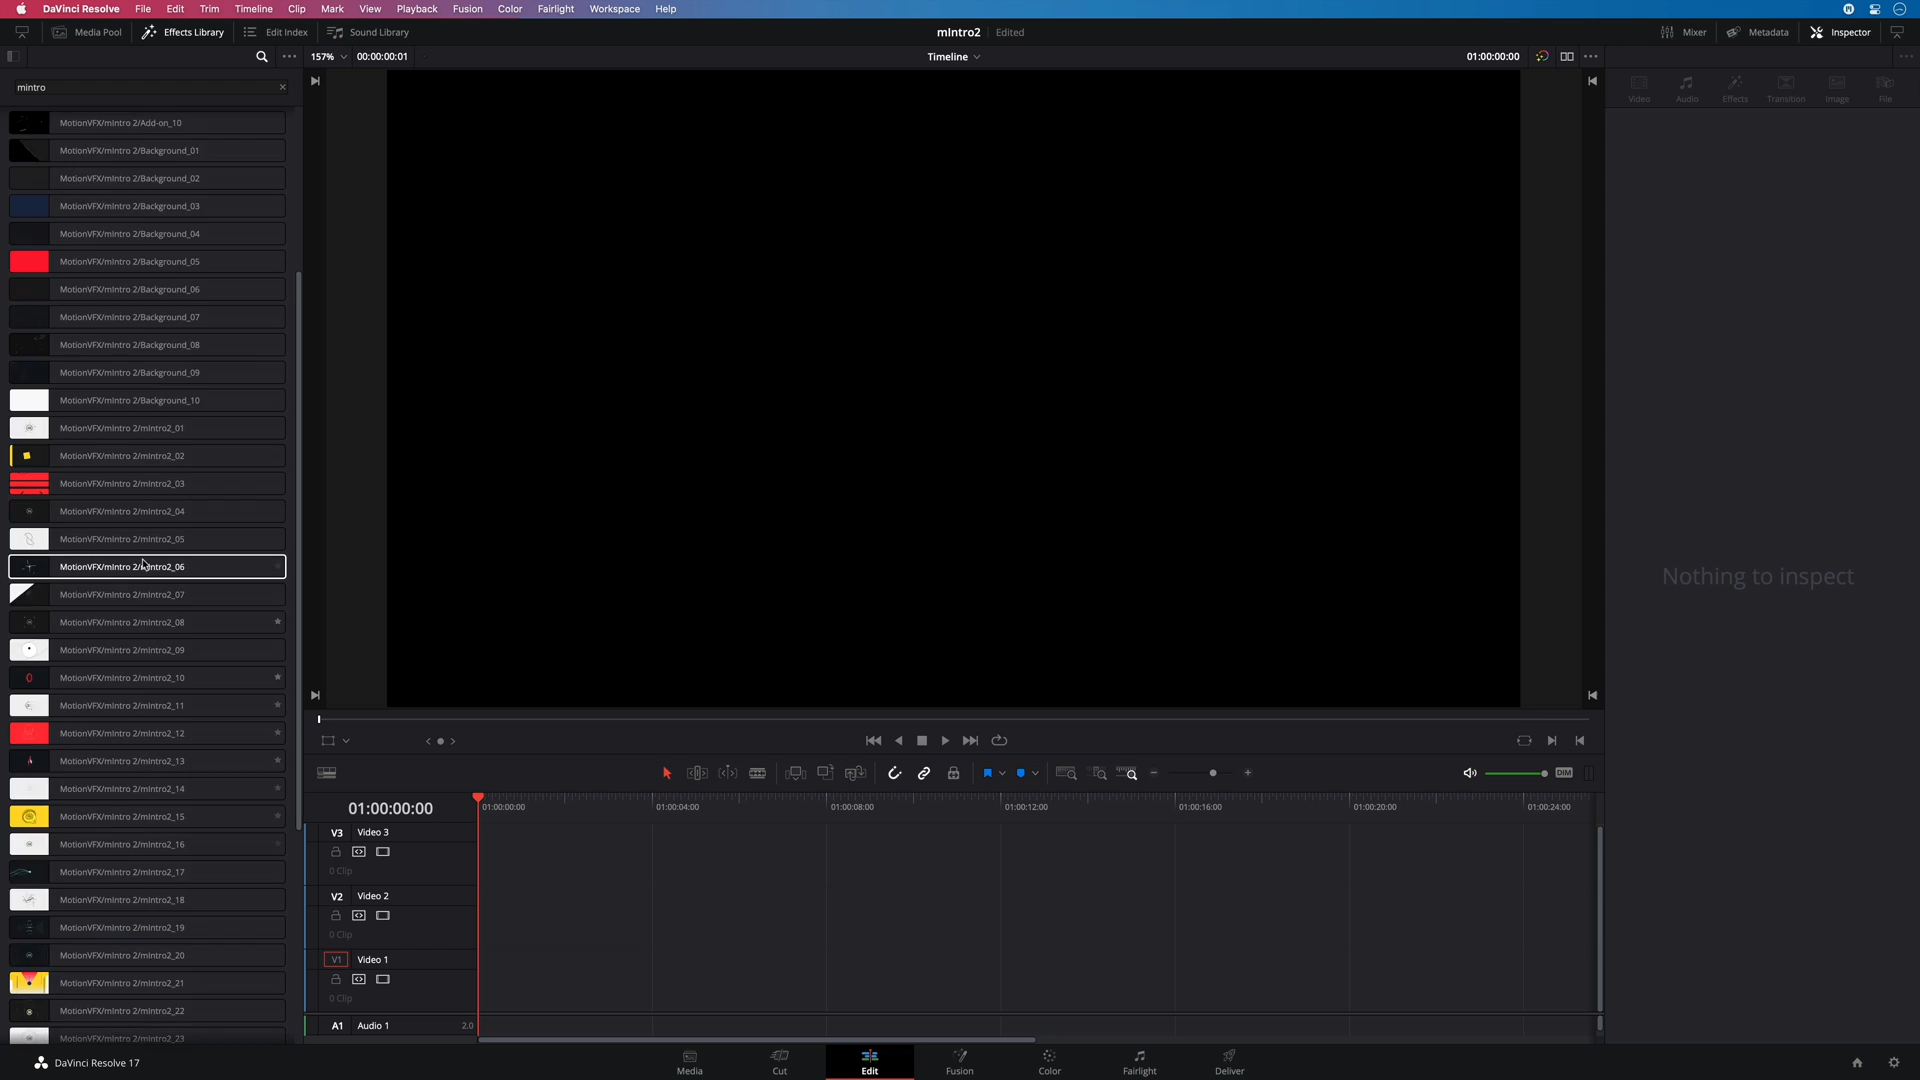 DaVinci Resolve File Edit Trim Timeline Clip Mark View Playback Fusion Color Fairlight Workspace Help
Media Pool Effects Library Edit Index Sound Library mIntro2 Edited Mixer Metadata Inspector
157% 00:00:00:01 Timeline 01:00:00:00
mintro
Video Audio Effects Transition Image File
MotionVFX/mIntro 2/Add-on_10
MotionVFX/mIntro 2/Background_01
MotionVFX/mIntro 2/Background_02
MotionVFX/mIntro 2/Background_03
MotionVFX/mIntro 2/Background_04
MotionVFX/mIntro 2/Background_05
MotionVFX/mIntro 2/Background_06
MotionVFX/mIntro 2/Background_07
MotionVFX/mIntro 2/Background_08
MotionVFX/mIntro 2/Background_09
MotionVFX/mIntro 2/Background_10
MotionVFX/mIntro 2/mIntro2_01
MotionVFX/mIntro 2/mIntro2_02
MotionVFX/mIntro 2/mIntro2_03
MotionVFX/mIntro 2/mIntro2_04
MotionVFX/mIntro 2/mIntro2_05
MotionVFX/mIntro 2/mIntro2_06
MotionVFX/mIntro 2/mIntro2_07
MotionVFX/mIntro 2/mIntro2_08
MotionVFX/mIntro 2/mIntro2_09
MotionVFX/mIntro 2/mIntro2_10
MotionVFX/mIntro 2/mIntro2_11
MotionVFX/mIntro 2/mIntro2_12
MotionVFX/mIntro 2/mIntro2_13
MotionVFX/mIntro 2/mIntro2_14
MotionVFX/mIntro 2/mIntro2_15
MotionVFX/mIntro 2/mIntro2_16
MotionVFX/mIntro 2/mIntro2_17
MotionVFX/mIntro 2/mIntro2_18
MotionVFX/mIntro 2/mIntro2_19
MotionVFX/mIntro 2/mIntro2_20
MotionVFX/mIntro 2/mIntro2_21
MotionVFX/mIntro 2/mIntro2_22
MotionVFX/mIntro 2/mIntro2_23
Nothing to inspect
DIM
01:00:00:00 01:00:00:00 01:00:04:00 01:00:08:00 01:00:12:00 01:00:16:00 01:00:20:00 01:00:24:00
V3 Video 3
0 Clip
V2 Video 2
0 Clip
V1 Video 1
0 Clip
A1 Audio 1 2.0
DaVinci Resolve 17
Media Cut Edit Fusion Color Fairlight Deliver